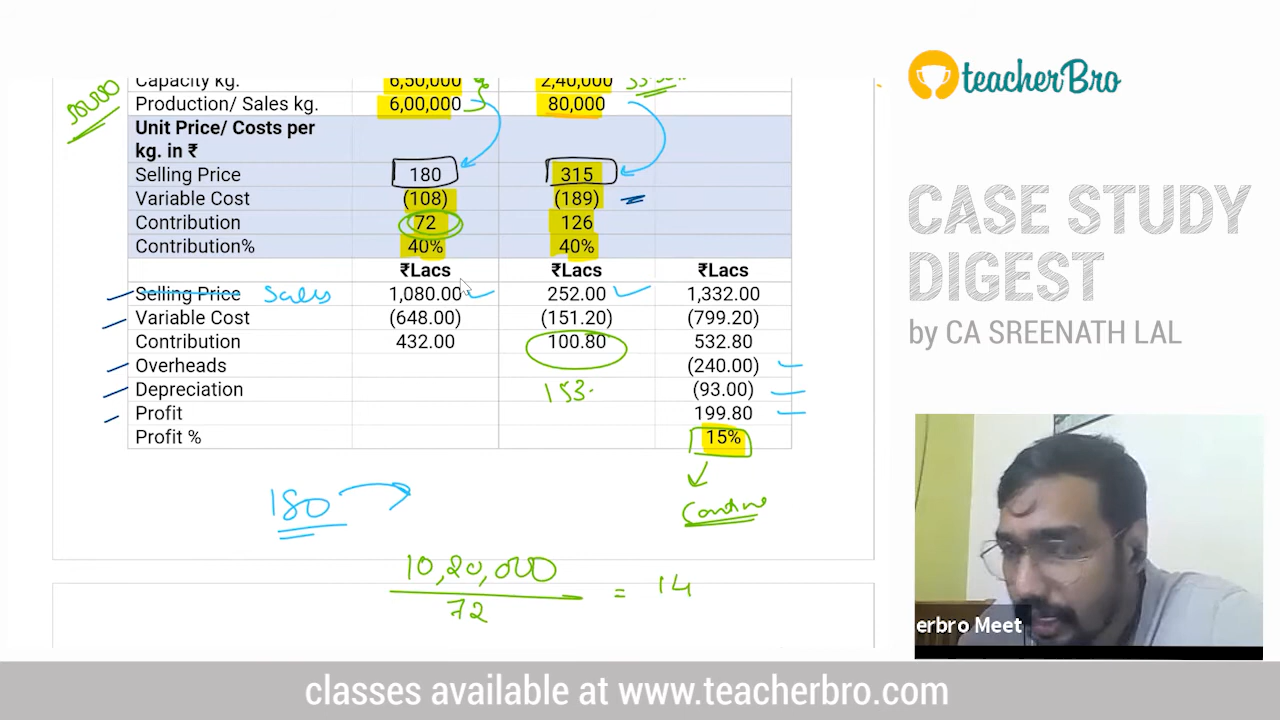 Capacity kg. 6,50,000 2,40,000
Production/ Sales kg. 6,00,000 80,000
Unit Price/ Costs per
kg. in ₹
Selling Price 180 315
Variable Cost (108) (189)
Contribution 72 126
Contribution% 40% 40%
₹Lacs ₹Lacs ₹Lacs
Selling Price Sales 1,080.00 252.00 1,332.00
Variable Cost (648.00) (151.20) (799.20)
Contribution 432.00 100.80 532.80
Overheads (240.00)
Depreciation 153. (93.00)
Profit 199.80
Profit % 15%
180
10,20,000
72
= 14
teacherBro
CASE STUDY
DIGEST
by CA SREENATH LAL
erbro Meet
classes available at www.teacherbro.com